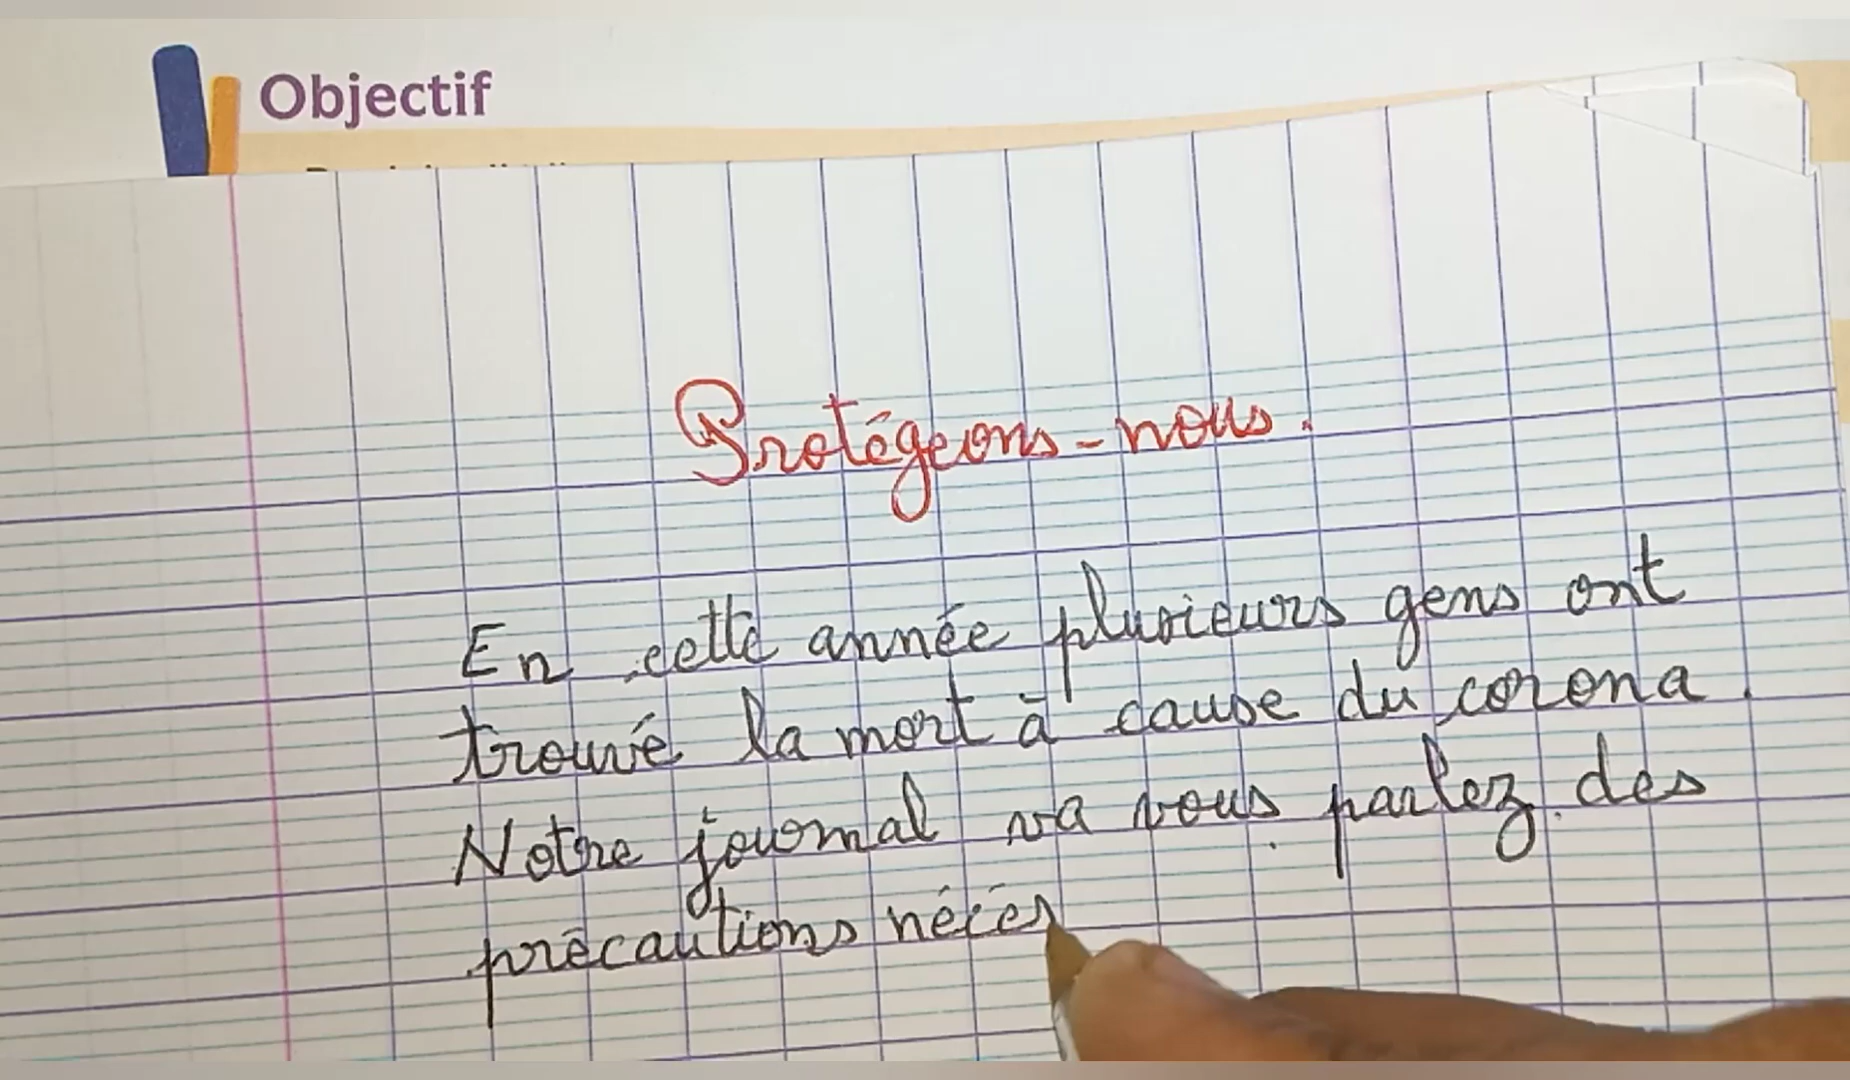 Objectif
Protégeons-nous.
En cette année plusieurs gens ont
trouvé la mort à cause du corona.
Notre journal va vous parlez des
précautions néces